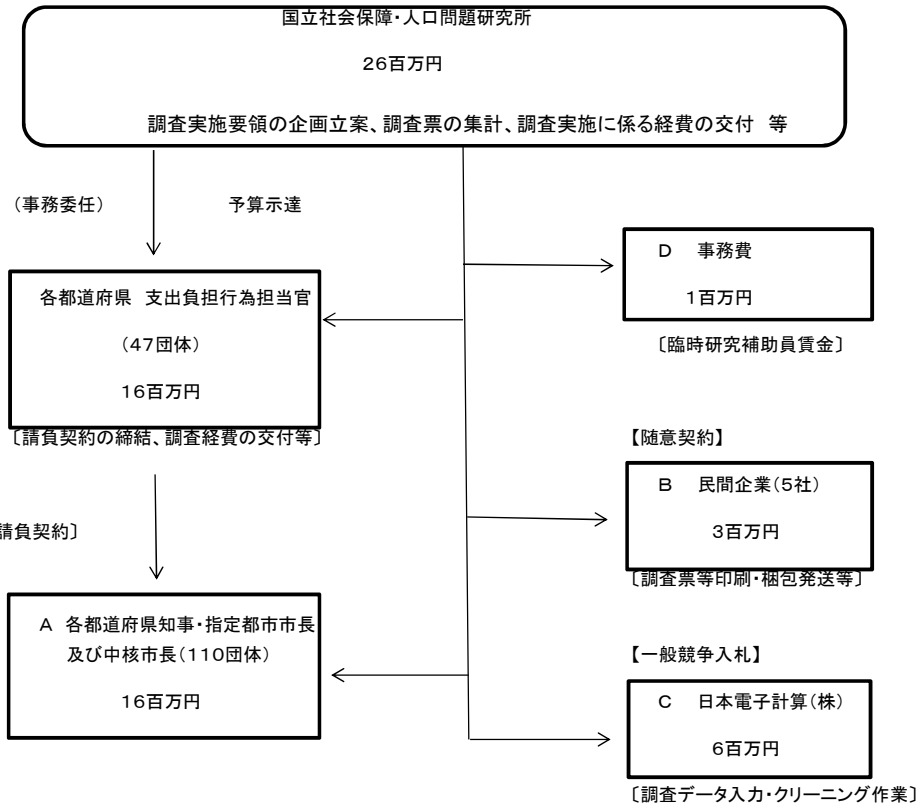 国立社会保障・人口問題研究所
26百万円
調査実施要領の企画立案、調査票の集計、調査実施に係る経費の交付　等
(事務委任)
予算示達
各都道府県　支出負担行為担当官
(47団体)
16百万円
〔請負契約の締結、調査経費の交付等〕
請負契約〕
A　各都道府県知事・指定都市市長
及び中核市長(110団体)
16百万円
D　事務費
1百万円
〔臨時研究補助員賃金〕
【随意契約】
B　民間企業(5社)
3百万円
〔調査票等印刷・梱包発送等〕
【一般競争入札】
C　日本電子計算(株)
6百万円
〔調査データ入力・クリーニング作業〕